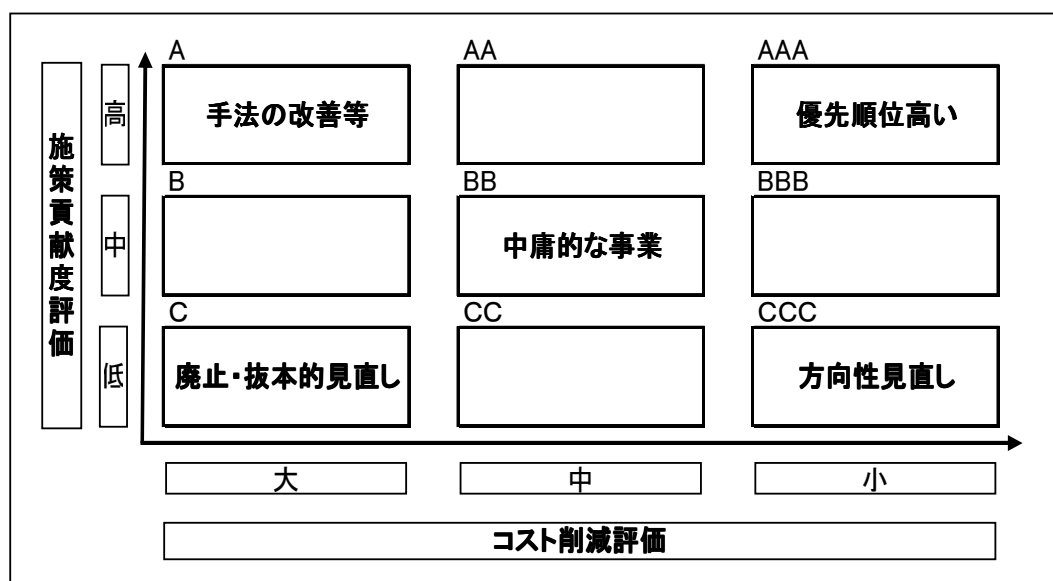 施策貢献度評価
高
中
低
A
AA
AAA
手法の改善等
優先順位高い
B
BB
BBB
中庸的な事業
C
CC
CCC
廃止・抜本的見直し
方向性見直し
大
中
小
コスト削減評価